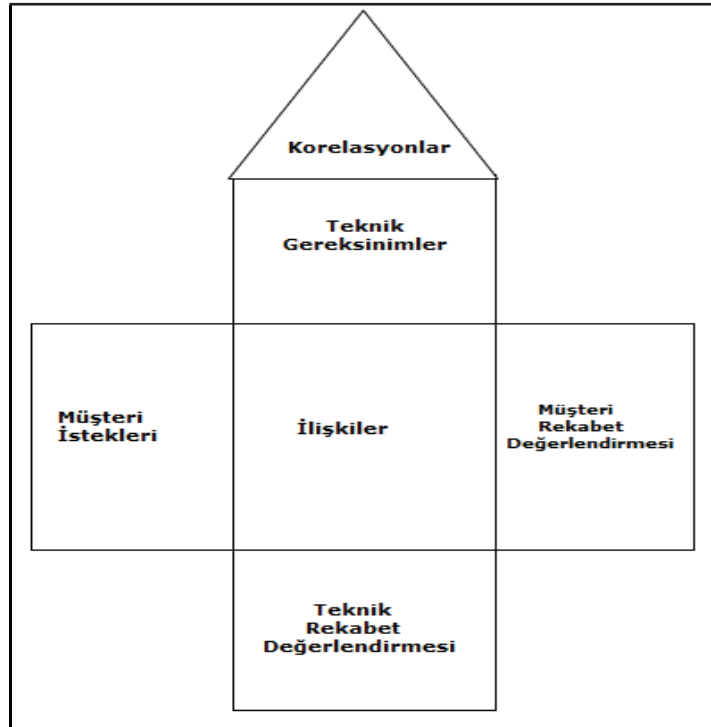 Korelasyonlar
Teknik
Gereksinimler
Müşteri
İstekleri
İlişkiler
Müşteri
Rekabet
Değerlendirmesi
Teknik
Rekabet
Değerlendirmesi